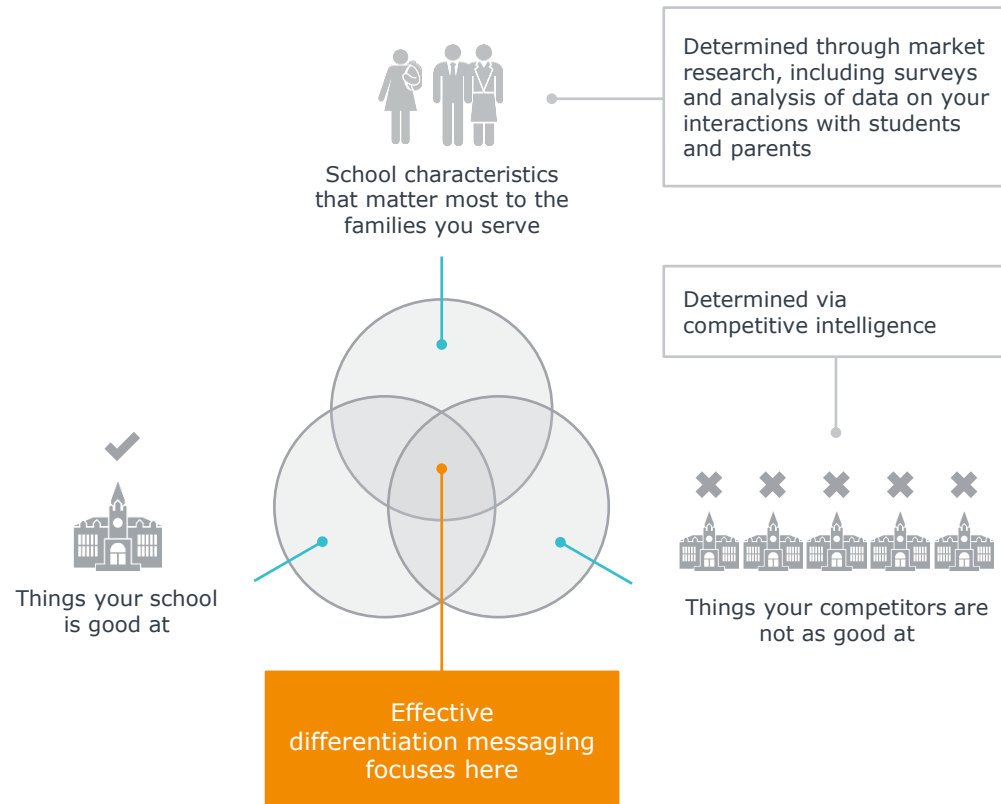 Determined through market
research, including surveys
and analysis of data on your
interactions with students
and parents
School characteristics
that matter most to the
families you serve
Determined via
competitive intelligence
Things your school
is good at
Things your competitors are
not as good at
Effective
differentiation messaging
focuses here